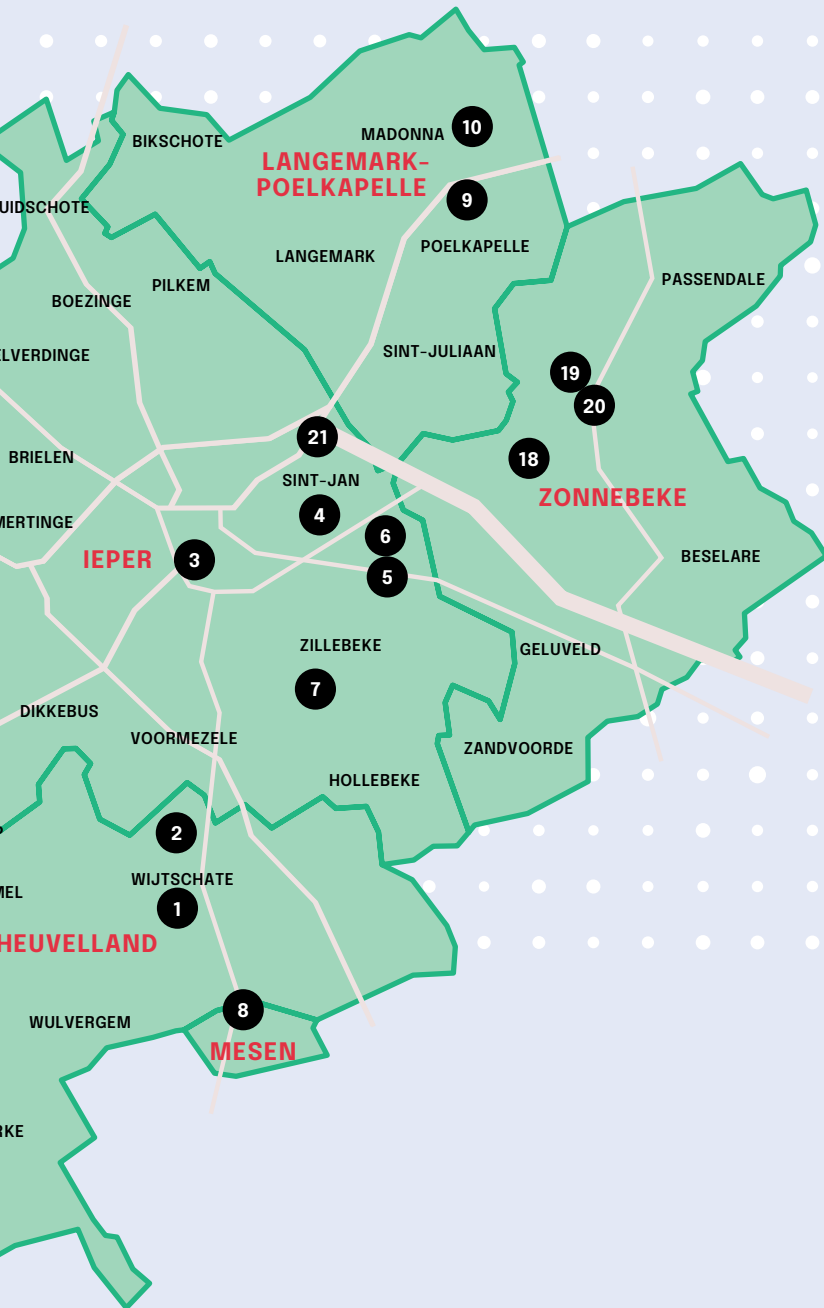 BIKSCHOTE
MADONNA
10
LANGEMARK-
POELKAPELLE
9
UIDSCHOTE
POELKAPELLE
LANGEMARK
PASSENDALE
PILKEM
BOEZINGE
SINT-JULIAAN
ELVERDINGE
19
20
21
BRIELEN
18
SINT-JAN
ZONNEBEKE
4
MERTINGE
6
IEPER
3
BESELARE
5
ZILLEBEKE
GELUVELD
7
DIKKEBUS
VOORMEZELE
ZANDVOORDE
HOLLEBEKE
2
WIJTSCHATE
MEL
1
HEUVELLAND
8
WULVERGEM
MESEN
RKE